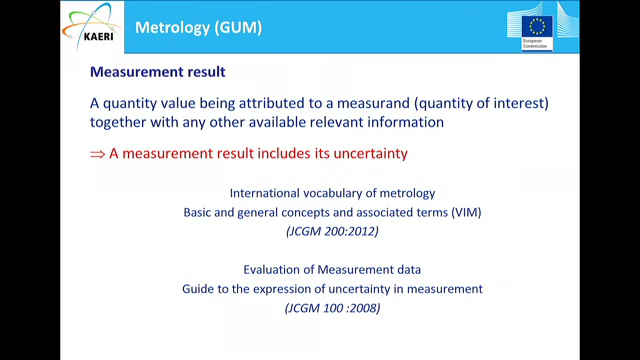 KAERI
Metrology (GUM)
European
Commission
Measurement result
A quantity value being attributed to a measurand (quantity of interest)
together with any other available relevant information
⇒ A measurement result includes its uncertainty
International vocabulary of metrology
Basic and general concepts and associated terms (VIM)
(JCGM 200:2012)
Evaluation of Measurement data
Guide to the expression of uncertainty in measurement
(JCGM 100 :2008)